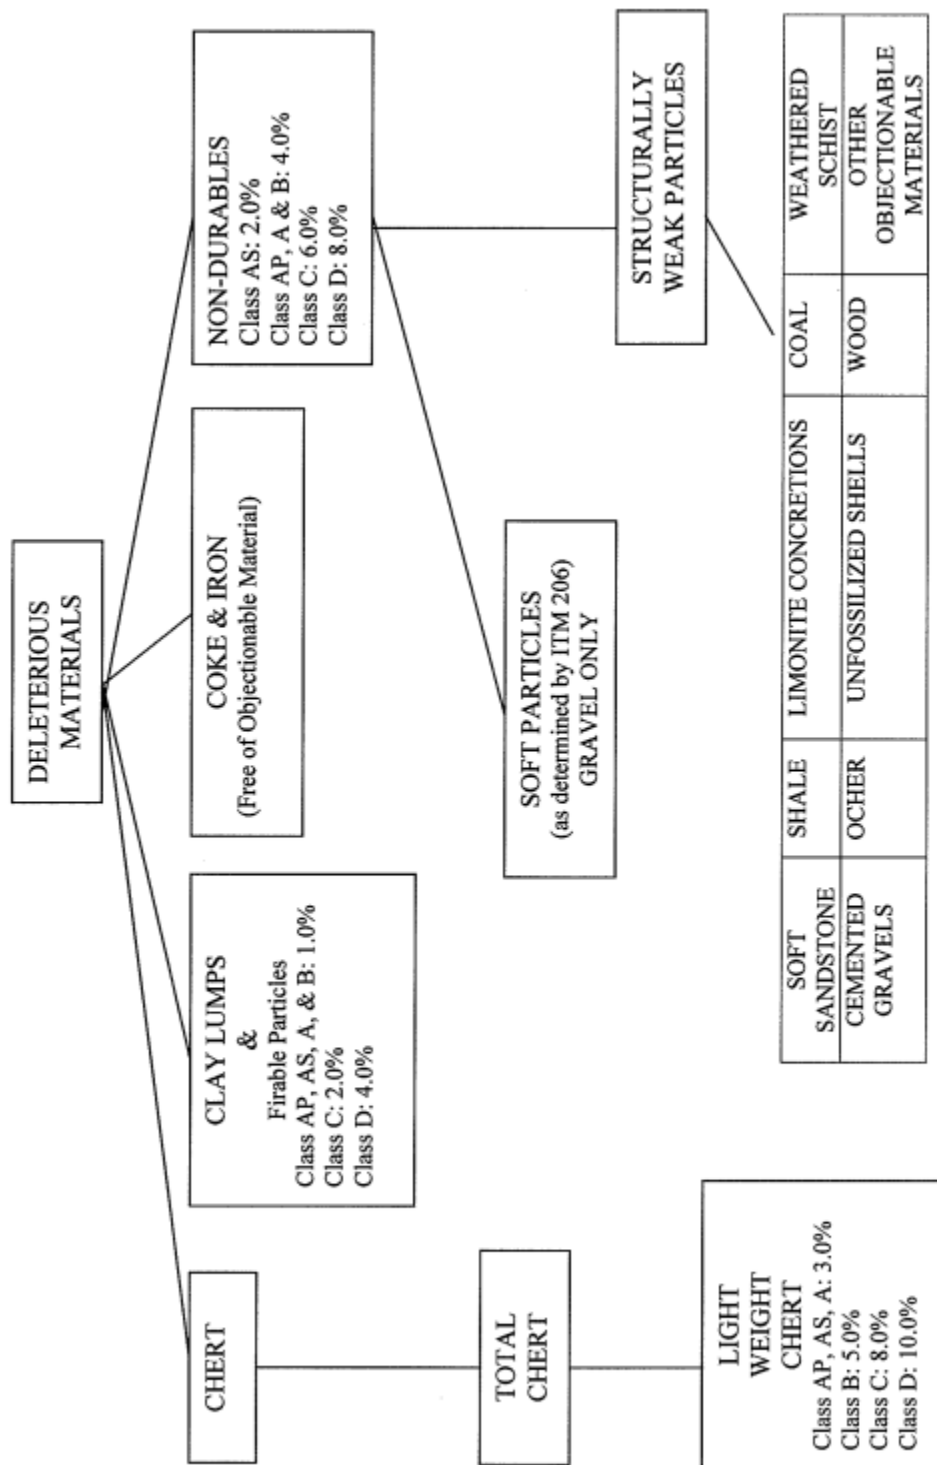 DELETERIOUS
MATERIALS
CHERT
CLAY LUMPS
&
Firable Particles
Class AP, AS, A, & B: 1.0%
Class C: 2.0%
Class D: 4.0%
COKE & IRON
(Free of Objectionable Material)
NON-DURABLES
Class AS: 2.0%
Class AP, A & B: 4.0%
Class C: 6.0%
Class D: 8.0%
TOTAL
CHERT
SOFT PARTICLES
(as determined by ITM 206)
GRAVEL ONLY
STRUCTURALLY
WEAK PARTICLES
LIGHT
WEIGHT
CHERT
Class AP, AS, A: 3.0%
Class B: 5.0%
Class C: 8.0%
Class D: 10.0%
SOFT
SANDSTONE
SHALE
LIMONITE CONCRETIONS
COAL
WEATHERED
SCHIST
CEMENTED
GRAVELS
OCHER
UNFOSSILIZED SHELLS
WOOD
OTHER
OBJECTIONABLE
MATERIALS